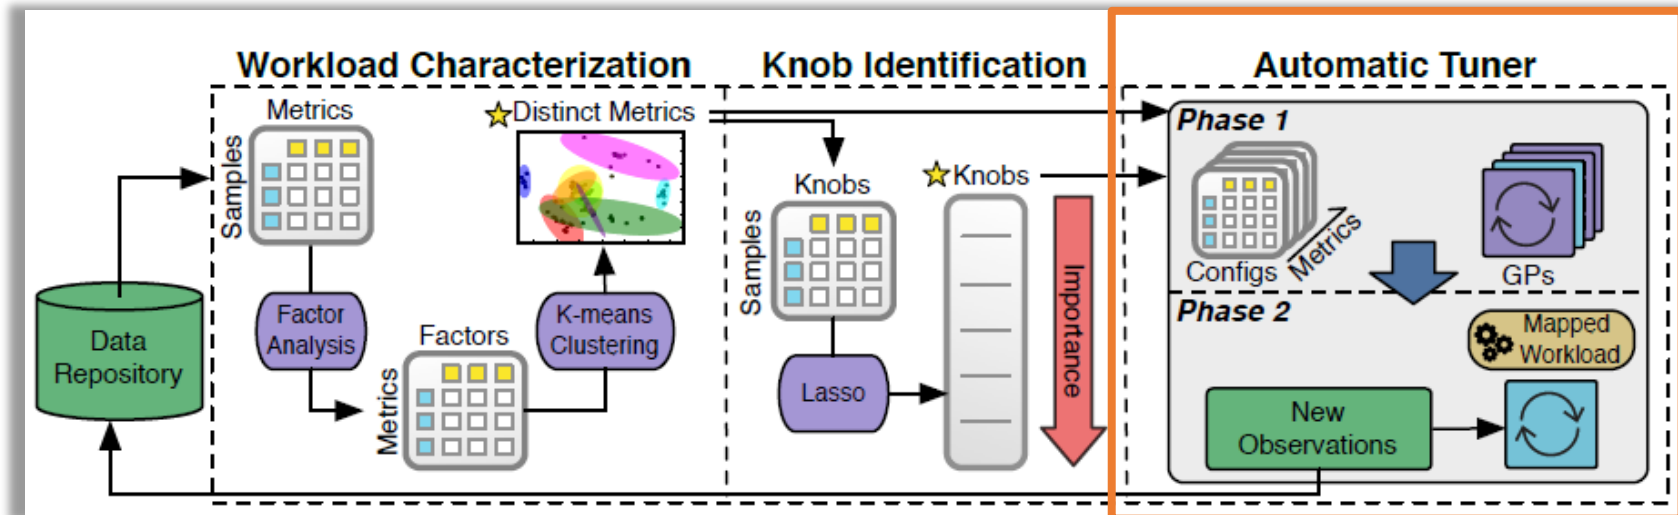 Workload Characterization
Knob Identification
Automatic Tuner
Metrics
Samples
Distinct Metrics
Factor
Analysis
Factors
Metrics
K-means
Clustering
Data
Repository
Knobs
Samples
Lasso
Knobs
Importance
Phase 1
Configs
Metrics
GPs
Phase 2
Mapped
Workload
New
Observations